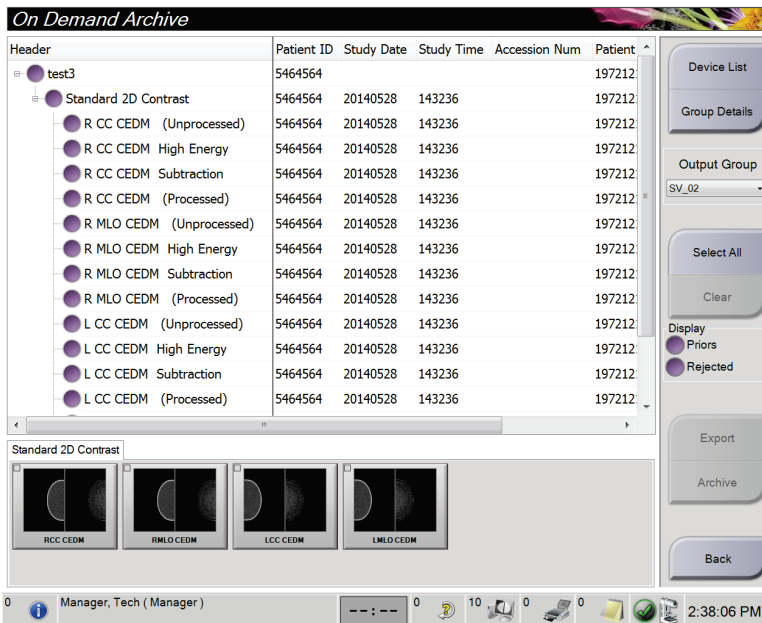 On Demand Archive
Header Patient ID Study Date Study Time Accession Num Patient
test3 5464564 197212
Standard 2D Contrast 5464564 20140528 143236 197212
R CC CEDM (Unprocessed) 5464564 20140528 143236 197212
R CC CEDM High Energy 5464564 20140528 143236 197212
R CC CEDM Subtraction 5464564 20140528 143236 197212
R CC CEDM (Processed) 5464564 20140528 143236 197212
R MLO CEDM (Unprocessed) 5464564 20140528 143236 197212
R MLO CEDM High Energy 5464564 20140528 143236 197212
R MLO CEDM Subtraction 5464564 20140528 143236 197212
R MLO CEDM (Processed) 5464564 20140528 143236 197212
L CC CEDM (Unprocessed) 5464564 20140528 143236 197212
L CC CEDM High Energy 5464564 20140528 143236 197212
L CC CEDM Subtraction 5464564 20140528 143236 197212
L CC CEDM (Processed) 5464564 20140528 143236 197212
Device List
Group Details
Output Group
SV_02
Select All
Clear
Display
Priors
Rejected
Export
Archive
Back
Standard 2D Contrast
RCC CEDM
RMLO CEDM
LCC CEDM
LMLO CEDM
0 Manager, Tech ( Manager ) --:-- 0 10 0 0 2:38:06 PM